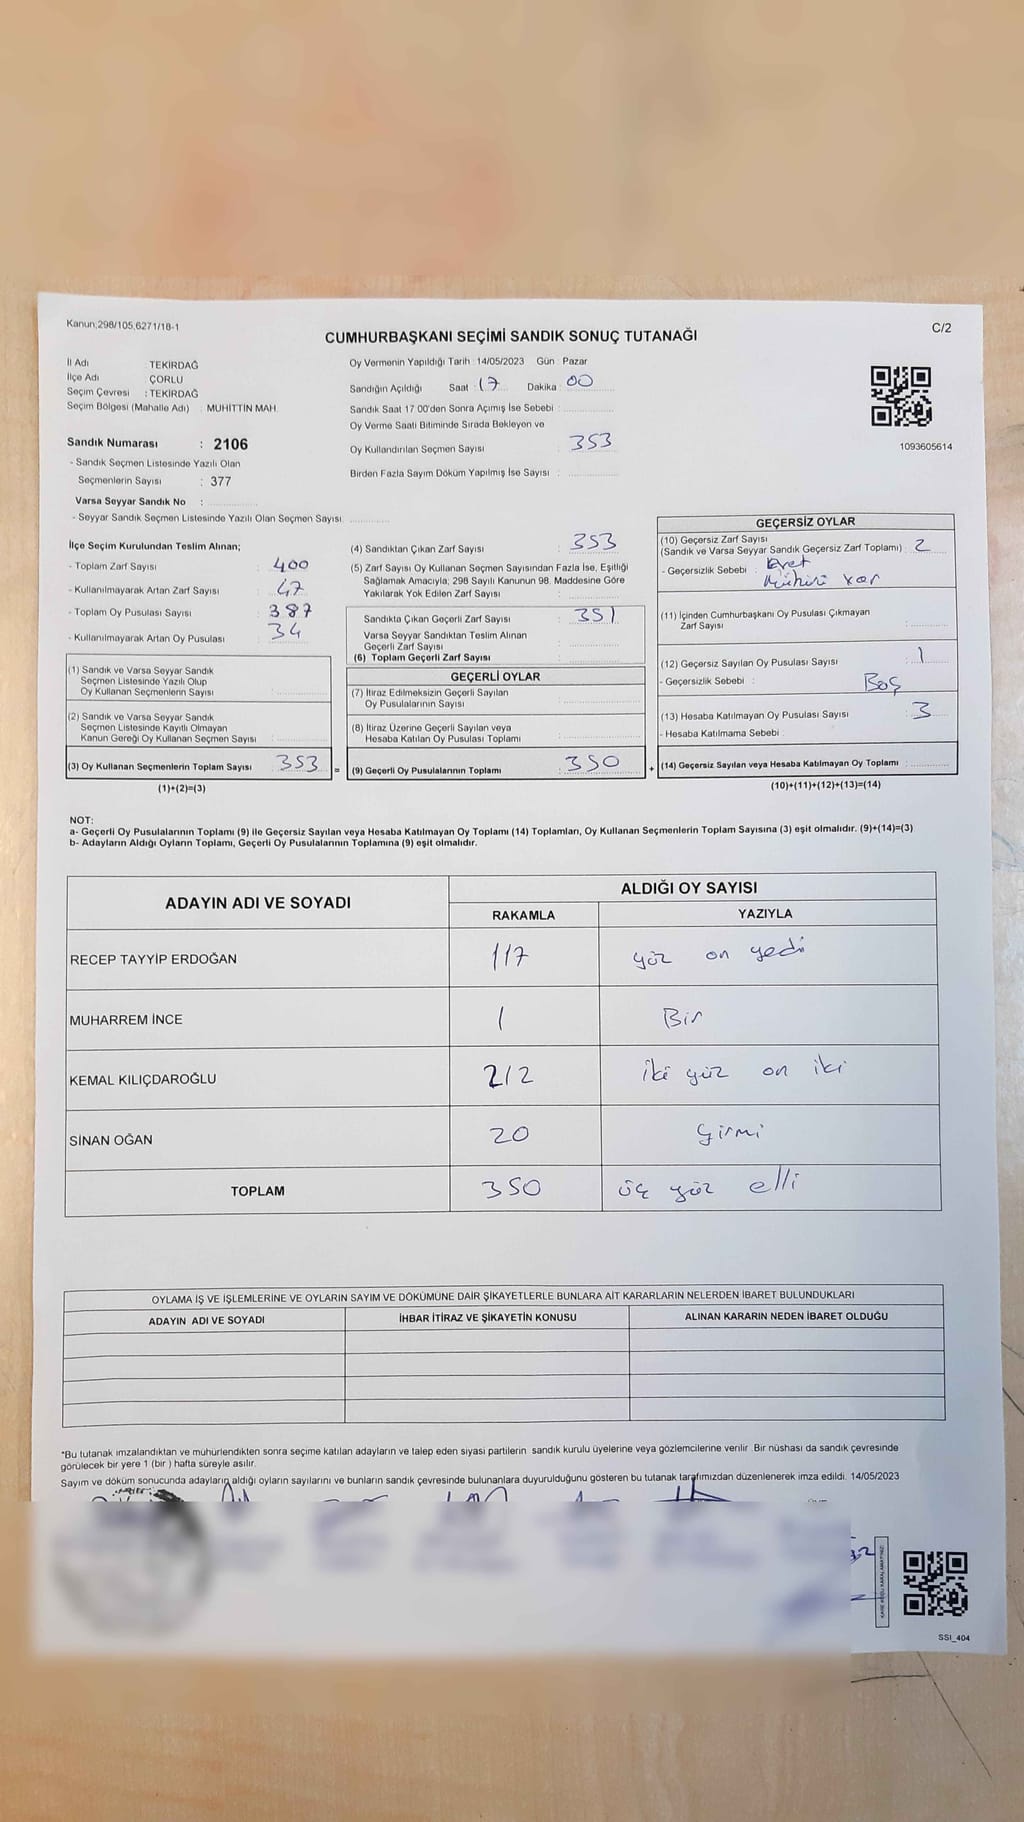 Kanun;298/105,6271/18-1
C/2
CUMHURBAŞKANI SEÇİMİ SANDIK SONUÇ TUTANAĞI
İl Adı TEKİRDAĞ
İlçe Adı ÇORLU
Seçim Çevresi : TEKİRDAĞ
Seçim Bölgesi (Mahalle Adı) : MUHİTTİN MAH.
Sandık Numarası : 2106
- Sandık Seçmen Listesinde Yazılı Olan
Seçmenlerin Sayısı : 377
Varsa Seyyar Sandık No :
- Seyyar Sandık Seçmen Listesinde Yazılı Olan Seçmen Sayısı
Oy Vermenin Yapıldığı Tarih : 14/05/2023 Gün Pazar
Sandığın Açıldığı Saat 17 Dakika 00
Sandık Saat 17 00'den Sonra Açımış İse Sebebi :
Oy Verme Saati Bitiminde Sırada Bekleyen ve
Oy Kullandırılan Seçmen Sayısı 353
Birden Fazla Sayım Döküm Yapılmış İse Sayısı :
1093605614
İlçe Seçim Kurulundan Teslim Alınan;
- Toplam Zarf Sayısı : 400
- Kullanılmayarak Artan Zarf Sayısı : 47
- Toplam Oy Pusulası Sayısı : 387
- Kullanılmayarak Artan Oy Pusulası : 34
(1) Sandık ve Varsa Seyyar Sandık
Seçmen Listesinde Yazılı Olup
Oy Kullanan Seçmenlerin Sayısı :
(2) Sandık ve Varsa Seyyar Sandık
Seçmen Listesinde Kayıtlı Olmayan
Kanun Gereği Oy Kullanan Seçmen Sayısı :
(3) Oy Kullanan Seçmenlerin Toplam Sayısı 353
(1)+(2)=(3)
=
(4) Sandıktan Çıkan Zarf Sayısı : 353
(5) Zarf Sayısı Oy Kullanan Seçmen Sayısından Fazla İse, Eşitliği
Sağlamak Amacıyla; 298 Sayılı Kanunun 98. Maddesine Göre
Yakılarak Yok Edilen Zarf Sayısı :
Sandıkta Çıkan Geçerli Zarf Sayısı : 351
Varsa Seyyar Sandıktan Teslim Alınan
Geçerli Zarf Sayısı :
(6) Toplam Geçerli Zarf Sayısı :
GEÇERLİ OYLAR
(7) İtiraz Edilmeksizin Geçerli Sayılan
Oy Pusulalarının Sayısı :
(8) İtiraz Üzerine Geçerli Sayılan veya
Hesaba Katılan Oy Pusulası Toplamı :
(9) Geçerli Oy Pusulalarının Toplamı : 350
+
GEÇERSİZ OYLAR
(10) Geçersiz Zarf Sayısı
(Sandık ve Varsa Seyyar Sandık Geçersiz Zarf Toplamı) : 2
- Geçersizlik Sebebi : Evet
Mühürü var
(11) İçinden Cumhurbaşkanı Oy Pusulası Çıkmayan
Zarf Sayısı :
(12) Geçersiz Sayılan Oy Pusulası Sayısı : 1
- Geçersizlik Sebebi : Boş
(13) Hesaba Katılmayan Oy Pusulası Sayısı : 3
- Hesaba Katılmama Sebebi :
(14) Geçersiz Sayılan veya Hesaba Katılmayan Oy Toplamı :
(10)+(11)+(12)+(13)=(14)
NOT:
a- Geçerli Oy Pusulalarının Toplamı (9) ile Geçersiz Sayılan veya Hesaba Katılmayan Oy Toplamı (14) Toplamları, Oy Kullanan Seçmenlerin Toplam Sayısına (3) eşit olmalıdır. (9)+(14)=(3)
b- Adayların Aldığı Oyların Toplamı, Geçerli Oy Pusulalarının Toplamına (9) eşit olmalıdır.
ADAYIN ADI VE SOYADI
ALDIĞI OY SAYISI
RAKAMLA YAZIYLA
RECEP TAYYİP ERDOĞAN 117 yüz on yedi
MUHARREM İNCE 1 Bir
KEMAL KILIÇDAROĞLU 212 iki yüz on iki
SİNAN OĞAN 20 yirmi
TOPLAM 350 üç yüz elli
OYLAMA İŞ VE İŞLEMLERİNE VE OYLARIN SAYIM VE DÖKÜMÜNE DAİR ŞİKAYETLERLE BUNLARA AİT KARARLARIN NELERDEN İBARET BULUNDUKLARI
ADAYIN ADI VE SOYADI İHBAR İTİRAZ VE ŞİKAYETİN KONUSU ALINAN KARARIN NEDEN İBARET OLDUĞU
*Bu tutanak imzalandıktan ve mühürlendikten sonra seçime katılan adayların ve talep eden siyasi partilerin sandık kurulu üyelerine veya gözlemcilerine verilir. Bir nüshası da sandık çevresinde
görülecek bir yere 1 (bir ) hafta süreyle asılır.
Sayım ve döküm sonucunda adayların aldığı oyların sayılarını ve bunların sandık çevresinde bulunanlara duyurulduğunu gösteren bu tutanak tarafımızdan düzenlenerek imza edildi. 14/05/2023
SSI_404